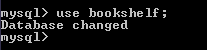 mysql> use bookshelf;
Database changed
mysql>